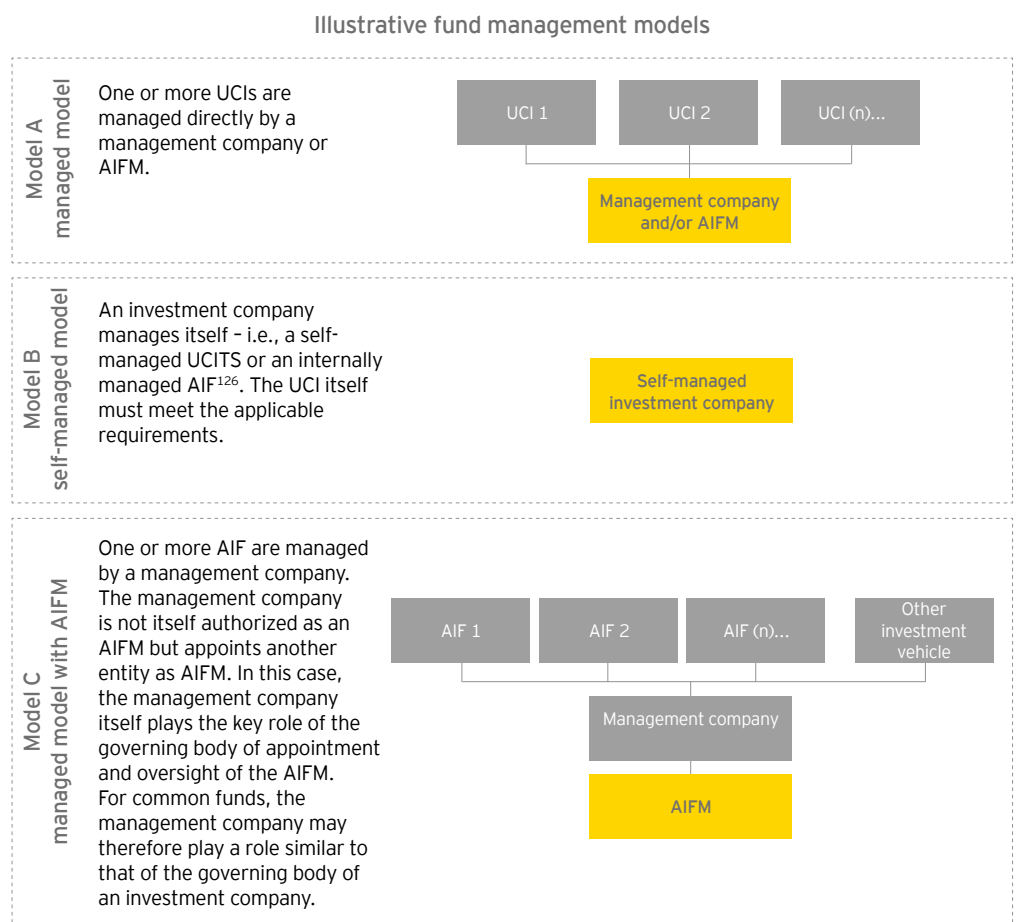 Illustrative fund management models
Model A
managed model
One or more UCIs are
managed directly by a
management company or
AIFM.
UCI 1
UCI 2
UCI (n)...
Management company
and/or AIFM
Model B
self-managed model
An investment company
manages itself – i.e., a self-
managed UCITS or an internally
managed AIF¹²⁶. The UCI itself
must meet the applicable
requirements.
Self-managed
investment company
Model C
managed model with AIFM
One or more AIF are managed
by a management company.
The management company
is not itself authorized as an
AIFM but appoints another
entity as AIFM. In this case,
the management company
itself plays the key role of the
governing body of appointment
and oversight of the AIFM.
For common funds, the
management company may
therefore play a role similar to
that of the governing body of
an investment company.
AIF 1
AIF 2
AIF (n)...
Other
investment
vehicle
Management company
AIFM